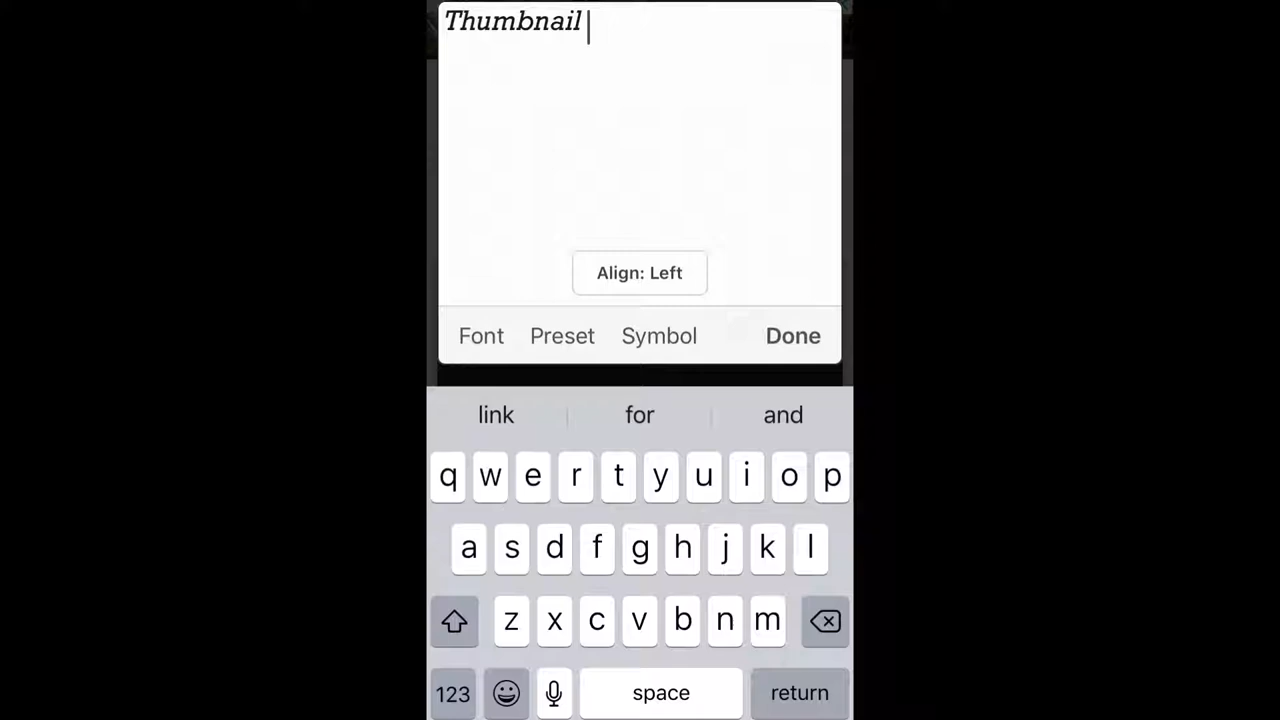 Thumbnail
Align: Left
Font Preset Symbol Done
link for and
q w e r t y u i o p
a s d f g h j k l
z x c v b n m
123 space return